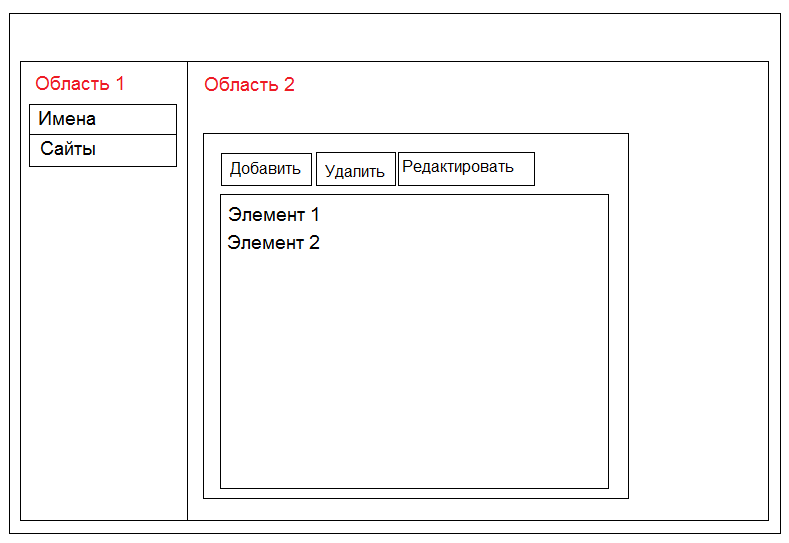 Область 1
Имена
Сайты
Область 2
Добавить Удалить Редактировать
Элемент 1
Элемент 2